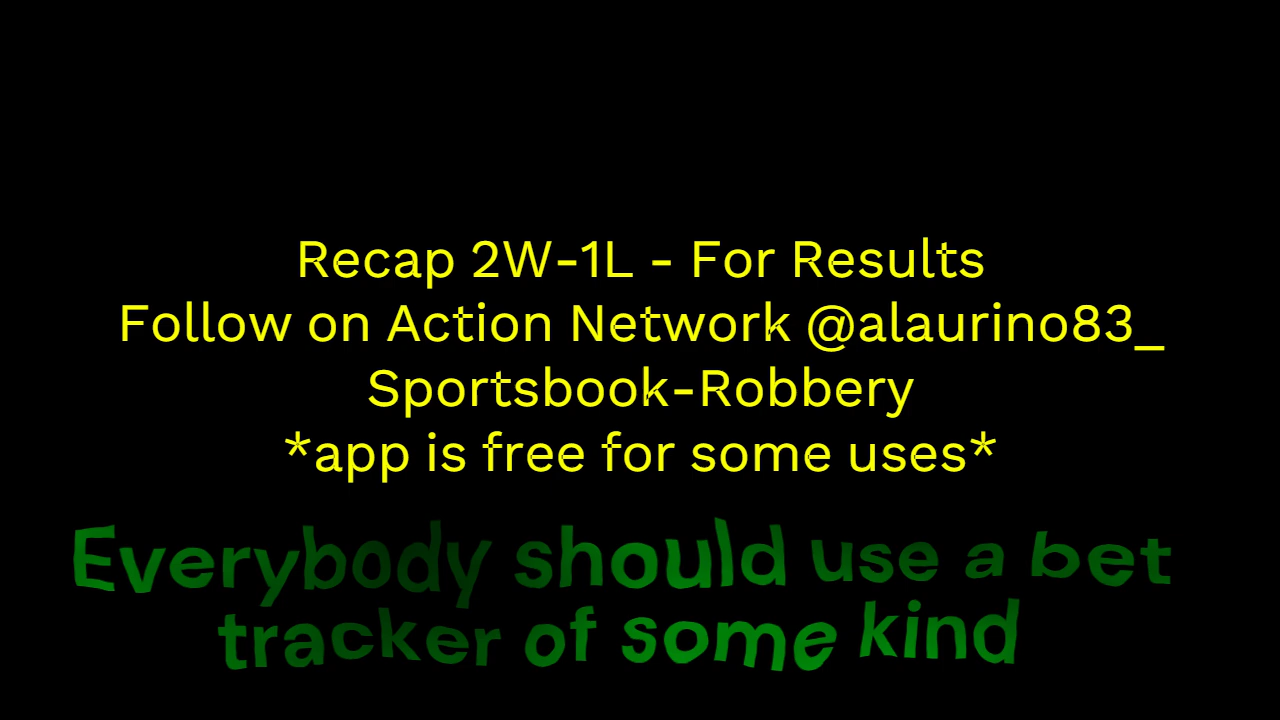 Recap 2W-1L - For Results
Follow on Action Network @alaurino83_
Sportsbook-Robbery
*app is free for some uses*
Everybody should use a bet
tracker of some kind